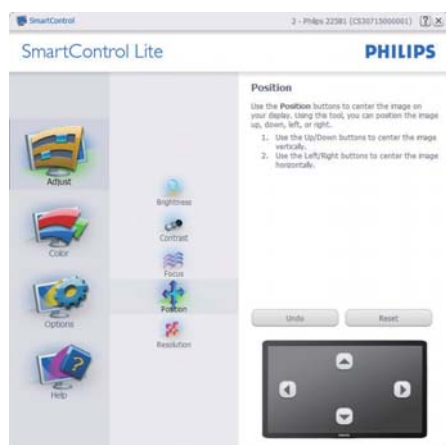 SmartControl
2 - Philips 225B1 (CS30715000001)
SmartControl Lite
PHILIPS
Adjust
Color
Options
Help
Brightness
Contrast
Focus
Position
Resolution
Position
Use the Position buttons to center the image on
your display. Using this tool, you can position the image
up, down, left, or right.
1. Use the Up/Down buttons to center the image
vertically.
2. Use the Left/Right buttons to center the image
horizontally.
Undo
Reset